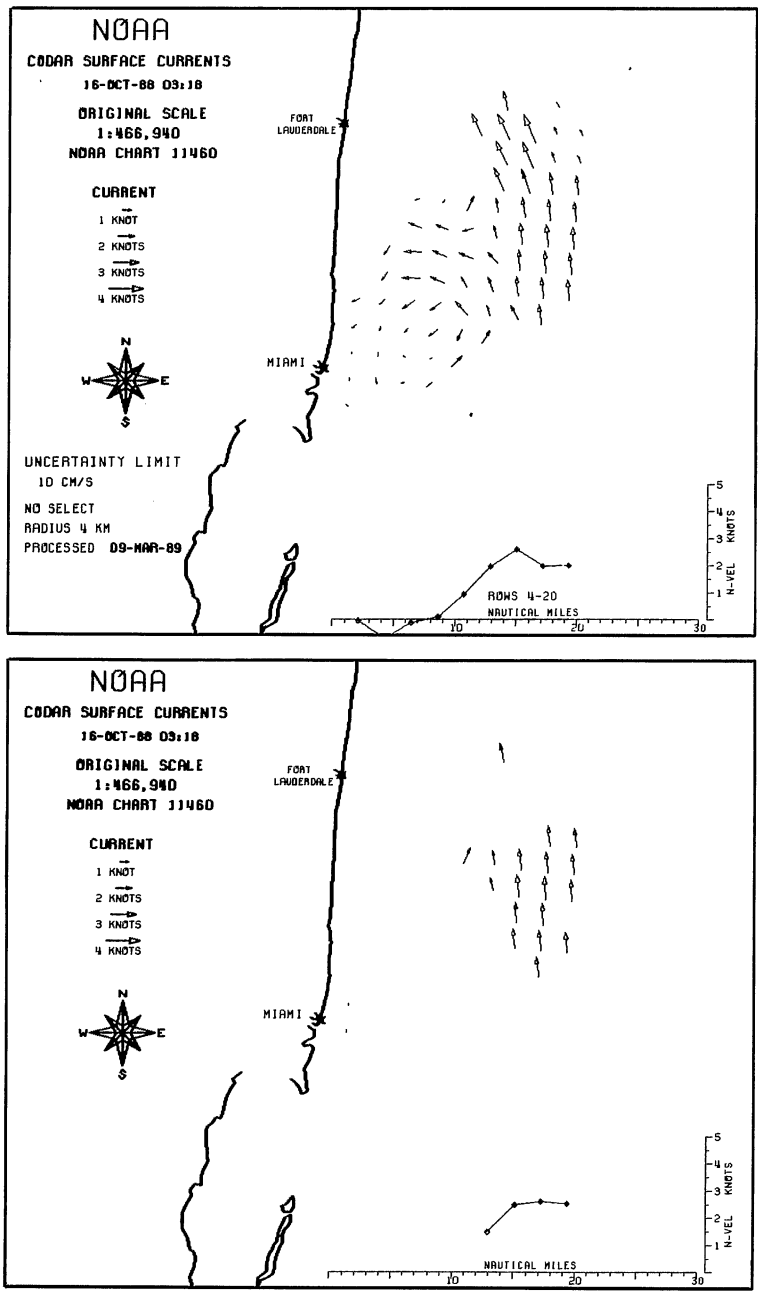 NOAA
CODAR SURFACE CURRENTS
16-OCT-88 03:18
ORIGINAL SCALE
1:466,940
NOAA CHART 11460
CURRENT
1 KNOT
2 KNOTS
3 KNOTS
4 KNOTS
N
W E
S
FORT
LAUDERDALE
MIAMI
UNCERTAINTY LIMIT
10 CM/S
NO SELECT
RADIUS 4 KM
PROCESSED 09-MAR-89
5
4
3
2
1
N-VEL KNOTS
ROWS 4-20
NAUTICAL MILES
10 20 30
NOAA
CODAR SURFACE CURRENTS
16-OCT-88 03:18
ORIGINAL SCALE
1:466,940
NOAA CHART 11460
CURRENT
1 KNOT
2 KNOTS
3 KNOTS
4 KNOTS
N
W E
S
FORT
LAUDERDALE
MIAMI
5
4
3
2
1
N-VEL KNOTS
NAUTICAL MILES
10 20 30